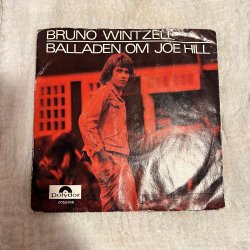 BRUNO WINTZELL
BALLADEN OM JOE HILL
Polydor